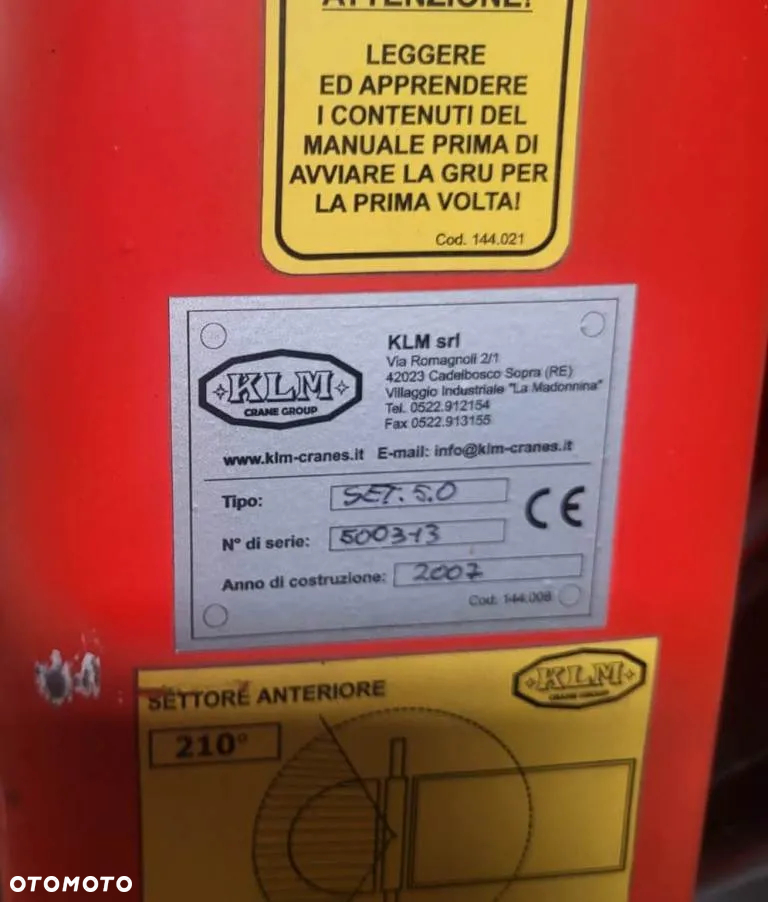 ATTENZIONE!
LEGGERE
ED APPRENDERE
I CONTENUTI DEL
MANUALE PRIMA DI
AVVIARE LA GRU PER
LA PRIMA VOLTA!
Cod. 144.021
KLM
CRANE GROUP
KLM srl
Via Romagnoli 2/1
42023 Cadelbosco Sopra (RE)
Villaggio Industriale "La Madonnina"
Tel. 0522.912154
Fax 0522.913155
www.klm-cranes.it E-mail: info@klm-cranes.it
Tipo: SET. 5.0
N° di serie: 500313
Anno di costruzione: 2007
CE
Cod. 144.008
SETTORE ANTERIORE
KLM
CRANE GROUP
210°
OTOMOTO